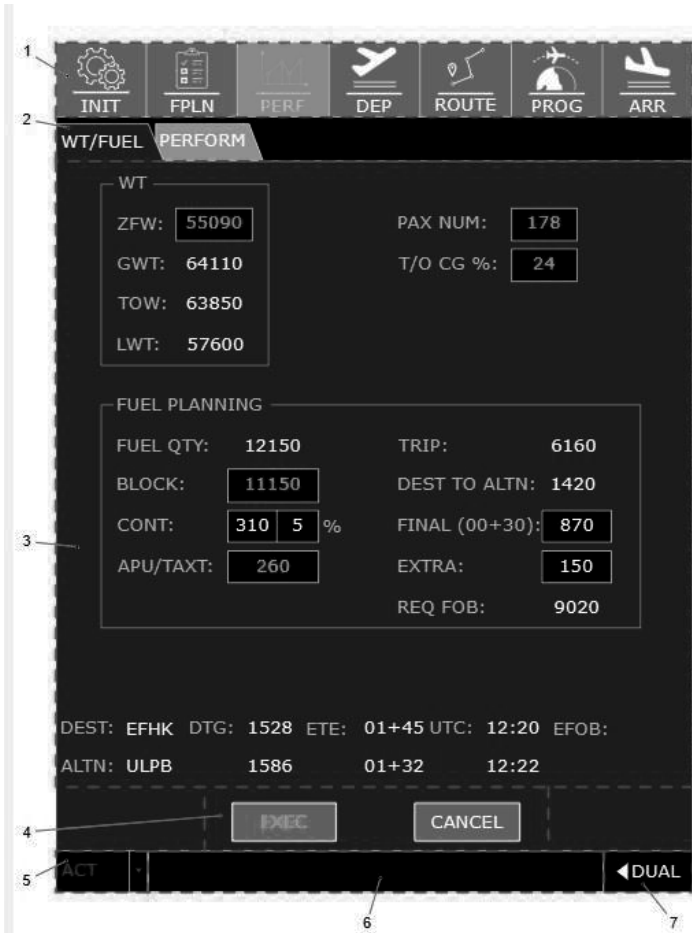 1
INIT FPLN PERF DEP ROUTE PROG ARR
2
WT/FUEL PERFORM
WT
ZFW: 55090 PAX NUM: 178
GWT: 64110 T/O CG %: 24
TOW: 63850
LWT: 57600
FUEL PLANNING
FUEL QTY: 12150 TRIP: 6160
BLOCK: 11150 DEST TO ALTN: 1420
CONT: 310 5 % FINAL (00+30): 870
3
APU/TAXT: 260 EXTRA: 150
REQ FOB: 9020
DEST: EFHK DTG: 1528 ETE: 01+45 UTC: 12:20 EFOB:
ALTN: ULPB 1586 01+32 12:22
4
EXEC CANCEL
5
ACT DUAL
6 7